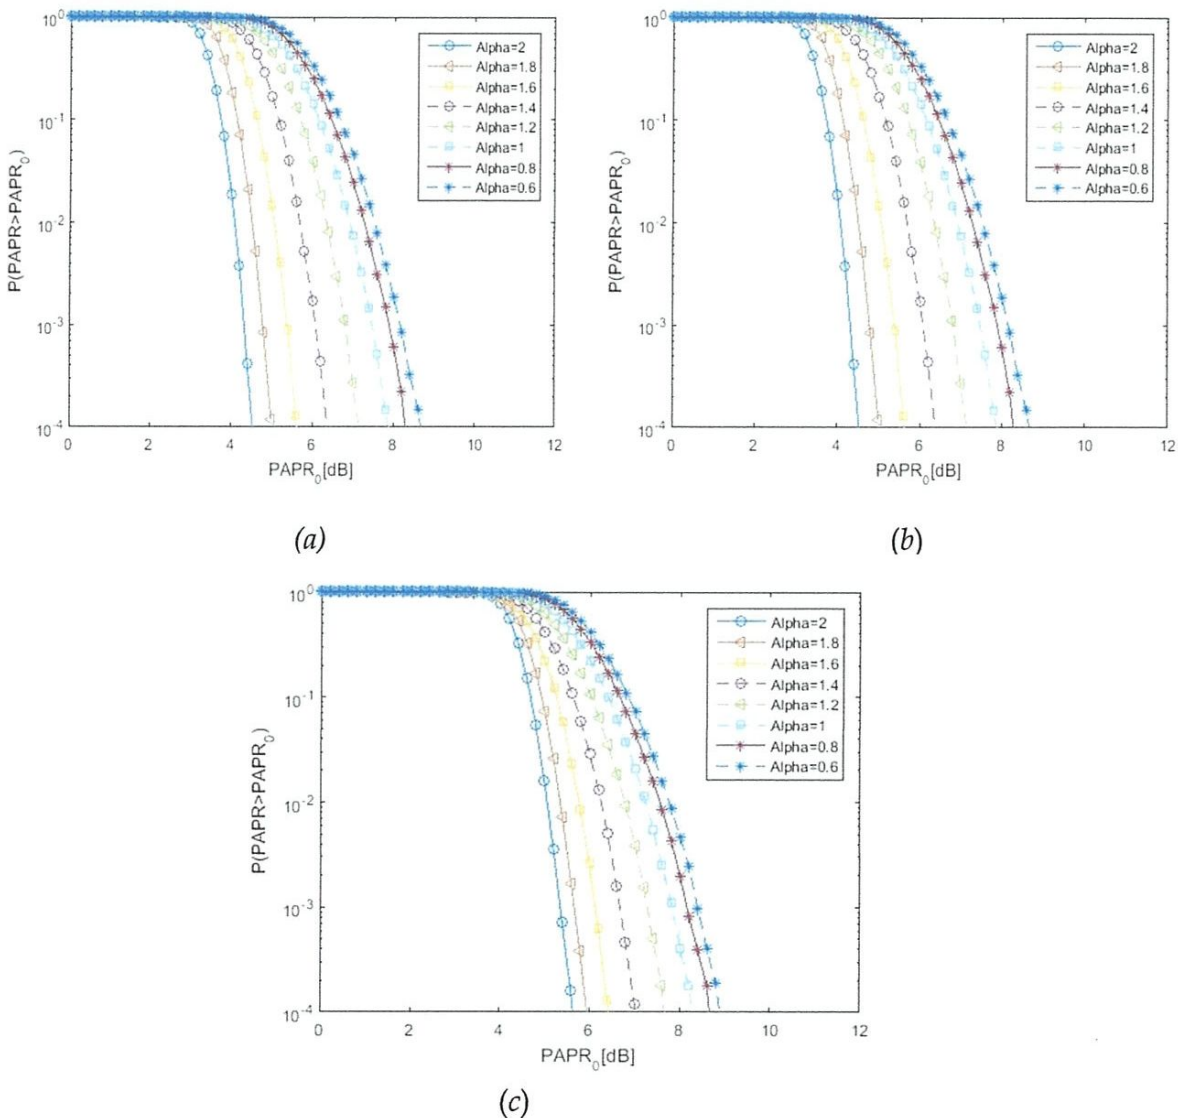 10^0
10^-1
10^-2
10^-3
10^-4
P(PAPR>PAPR_0)
0 2 4 6 8 10 12
PAPR_0[dB]
Alpha=2
Alpha=1.8
Alpha=1.6
Alpha=1.4
Alpha=1.2
Alpha=1
Alpha=0.8
Alpha=0.6
(a)
10^0
10^-1
10^-2
10^-3
10^-4
P(PAPR>PAPR_0)
0 2 4 6 8 10 12
PAPR_0[dB]
Alpha=2
Alpha=1.8
Alpha=1.6
Alpha=1.4
Alpha=1.2
Alpha=1
Alpha=0.8
Alpha=0.6
(b)
10^0
10^-1
10^-2
10^-3
10^-4
P(PAPR>PAPR_0)
0 2 4 6 8 10 12
PAPR_0[dB]
Alpha=2
Alpha=1.8
Alpha=1.6
Alpha=1.4
Alpha=1.2
Alpha=1
Alpha=0.8
Alpha=0.6
(c)